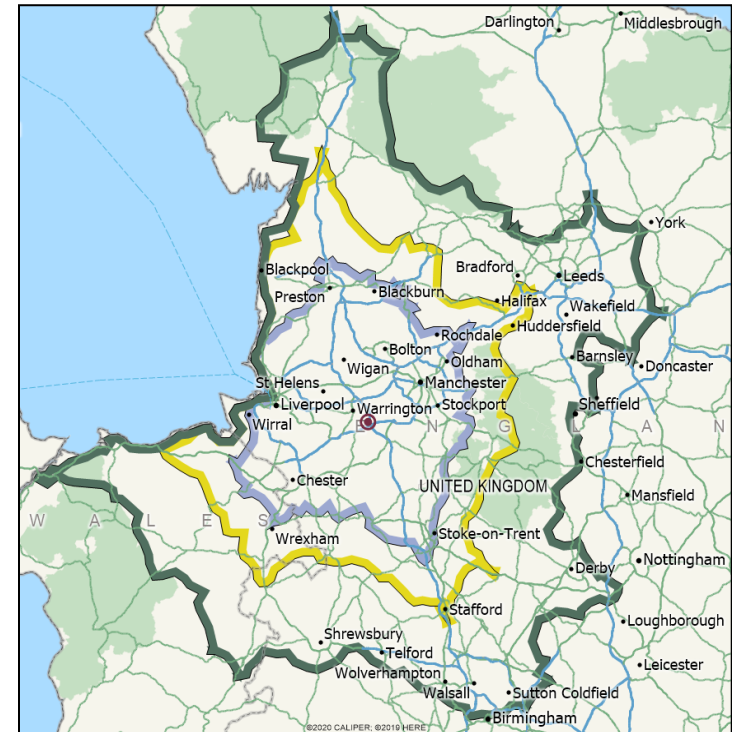 Darlington
Middlesbrough
York
Blackpool
Bradford
Leeds
Preston
Blackburn
Halifax
Wakefield
Huddersfield
Rochdale
Bolton
Barnsley
Wigan
Oldham
Doncaster
St Helens
Manchester
Liverpool
Warrington
Stockport
Sheffield
Wirral
E N G L A N
Chesterfield
Chester
UNITED KINGDOM
Mansfield
W A L E S
Wrexham
Stoke-on-Trent
Nottingham
Derby
Stafford
Loughborough
Shrewsbury
Telford
Leicester
Wolverhampton
Walsall
Sutton Coldfield
Birmingham
©2020 CALIPER; ©2019 HERE